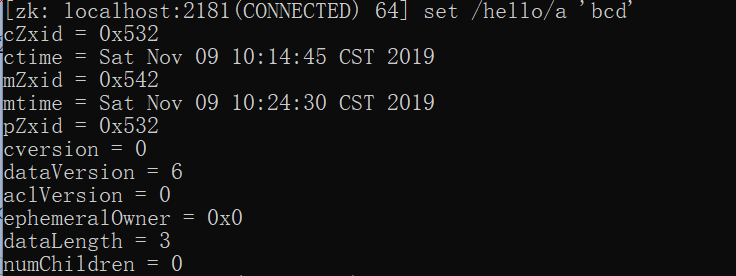 [zk: localhost:2181(CONNECTED) 64] set /hello/a 'bcd'
cZxid = 0x532
ctime = Sat Nov 09 10:14:45 CST 2019
mZxid = 0x542
mtime = Sat Nov 09 10:24:30 CST 2019
pZxid = 0x532
cversion = 0
dataVersion = 6
aclVersion = 0
ephemeralOwner = 0x0
dataLength = 3
numChildren = 0